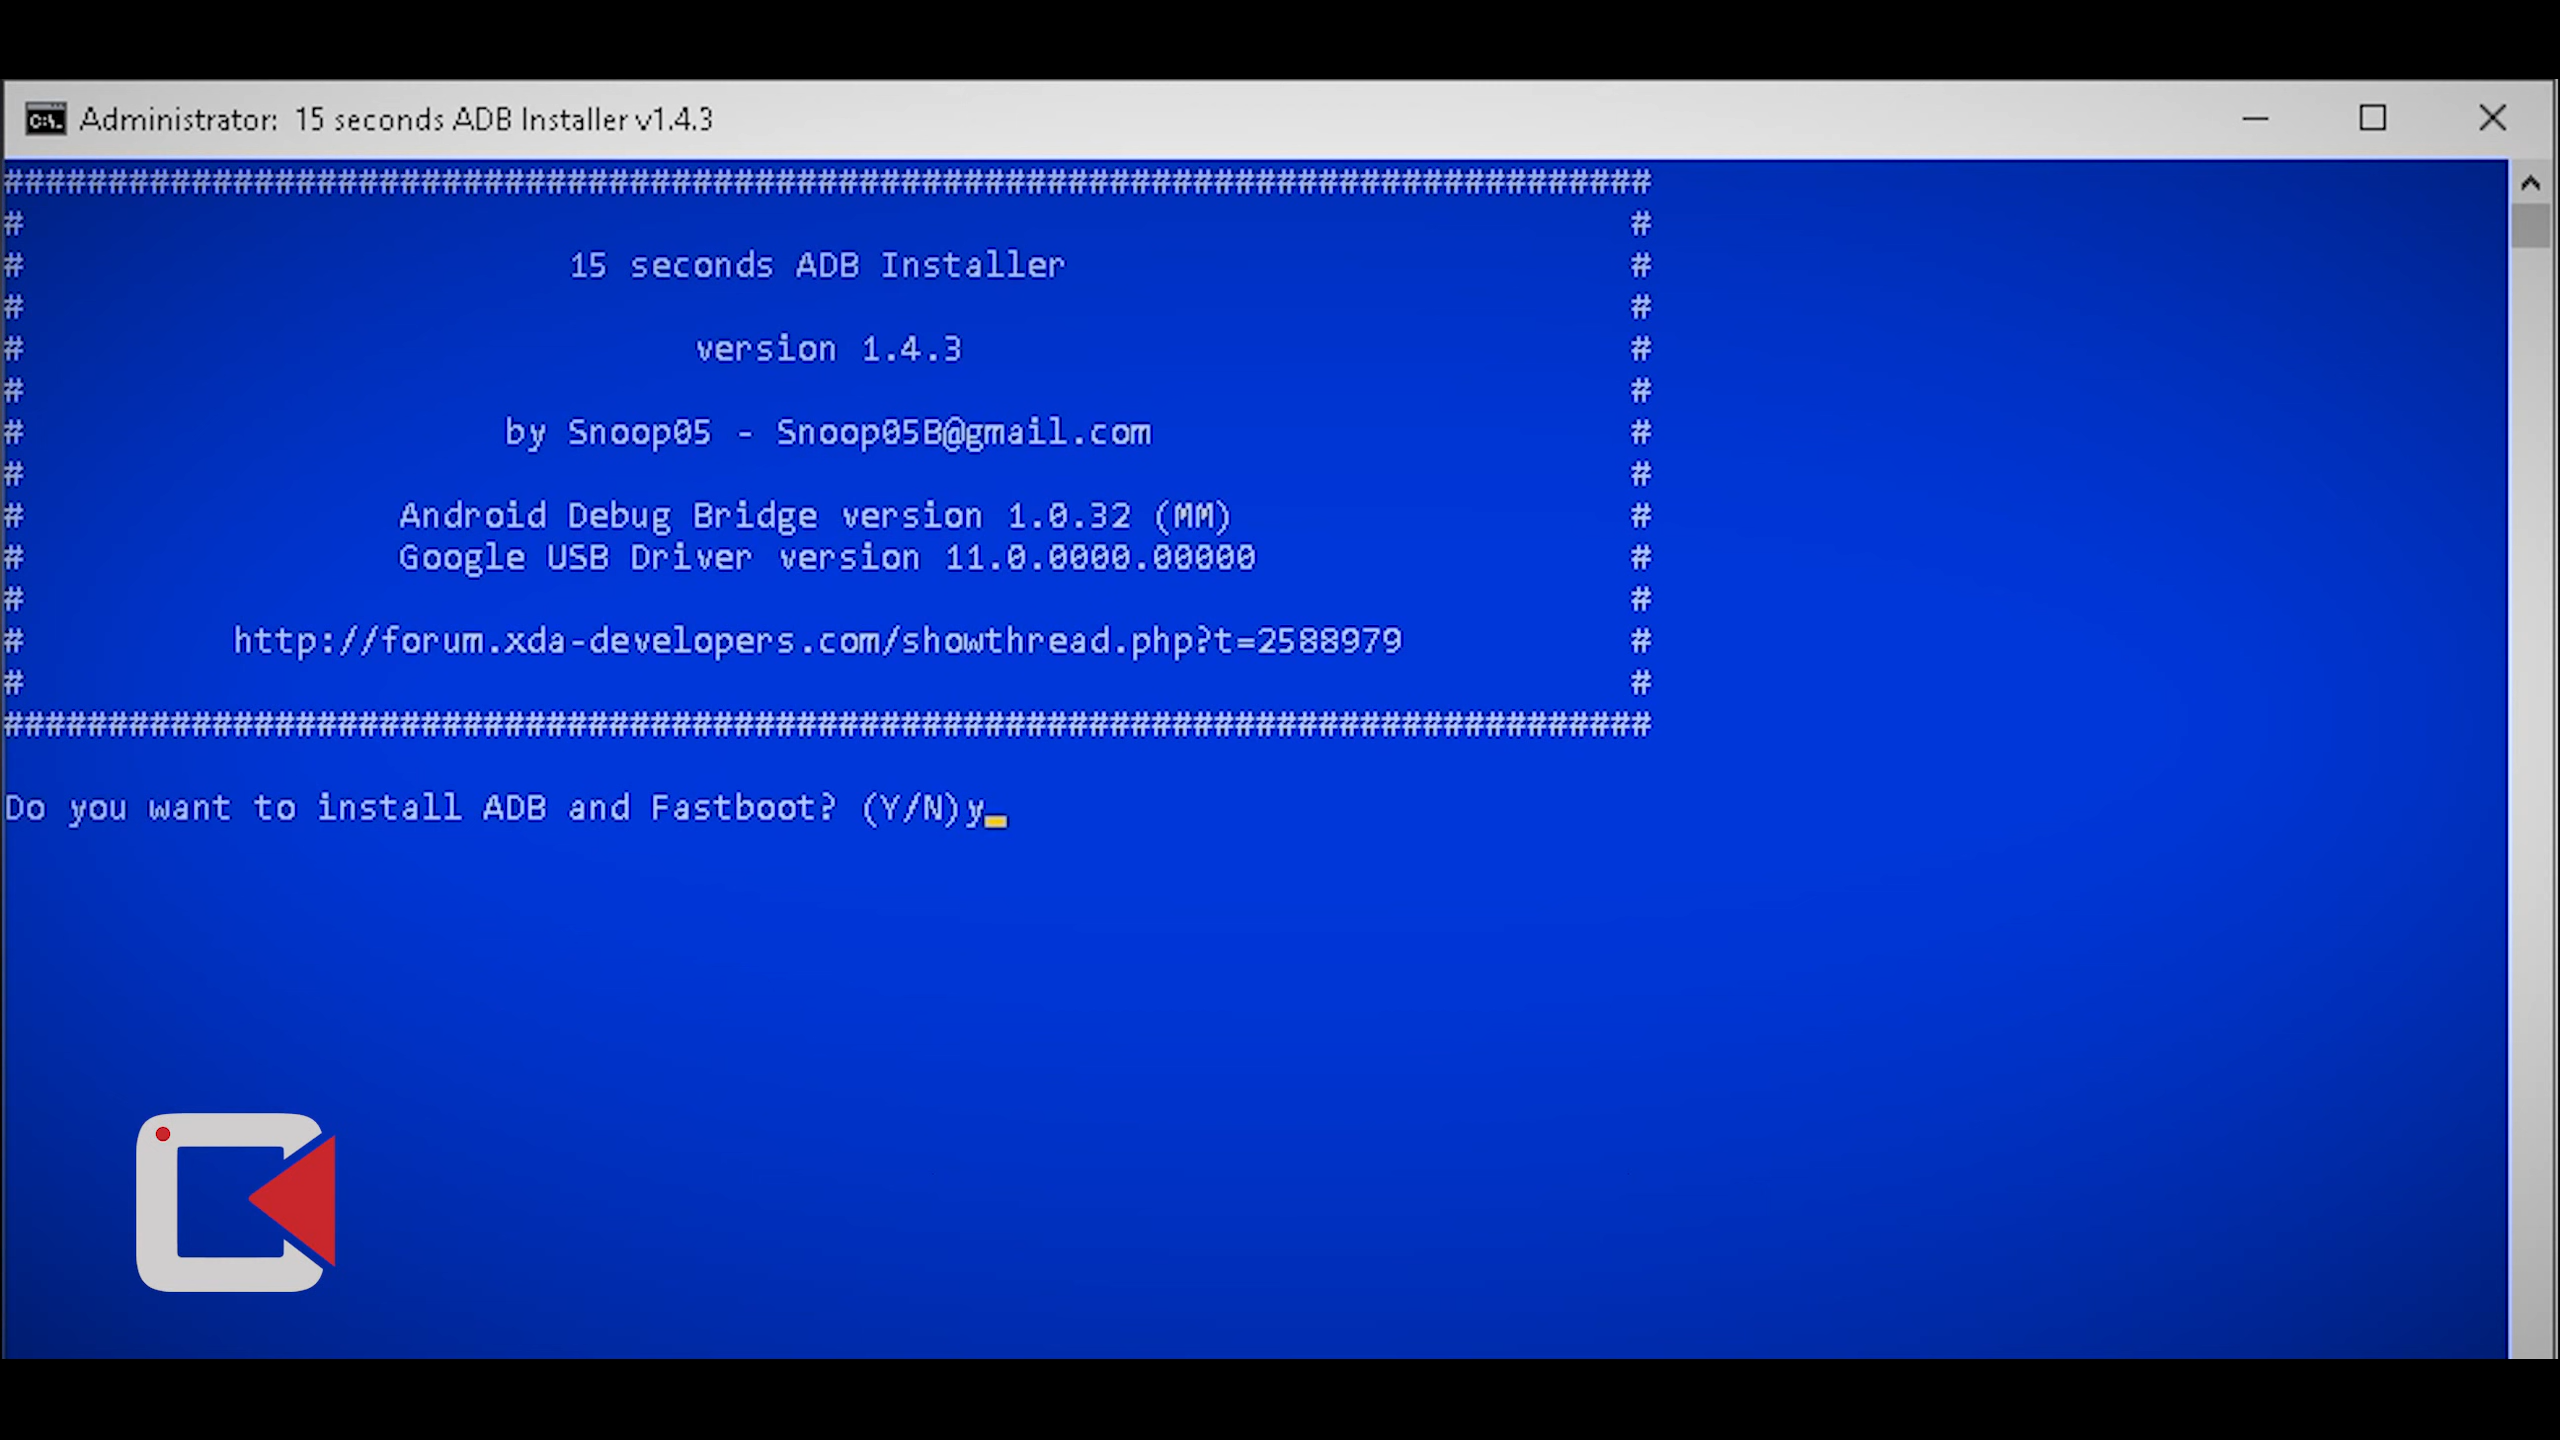 Administrator:  15 seconds ADB Installer v1.4.3
###############################################################################
#                                                                             #
#                          15 seconds ADB Installer                           #
#                                                                             #
#                                version 1.4.3                                #
#                                                                             #
#                       by Snoop05 - Snoop05B@gmail.com                       #
#                                                                             #
#                  Android Debug Bridge version 1.0.32 (MM)                   #
#                  Google USB Driver version 11.0.0000.00000                  #
#                                                                             #
#          http://forum.xda-developers.com/showthread.php?t=2588979           #
#                                                                             #
###############################################################################
Do you want to install ADB and Fastboot? (Y/N)y_